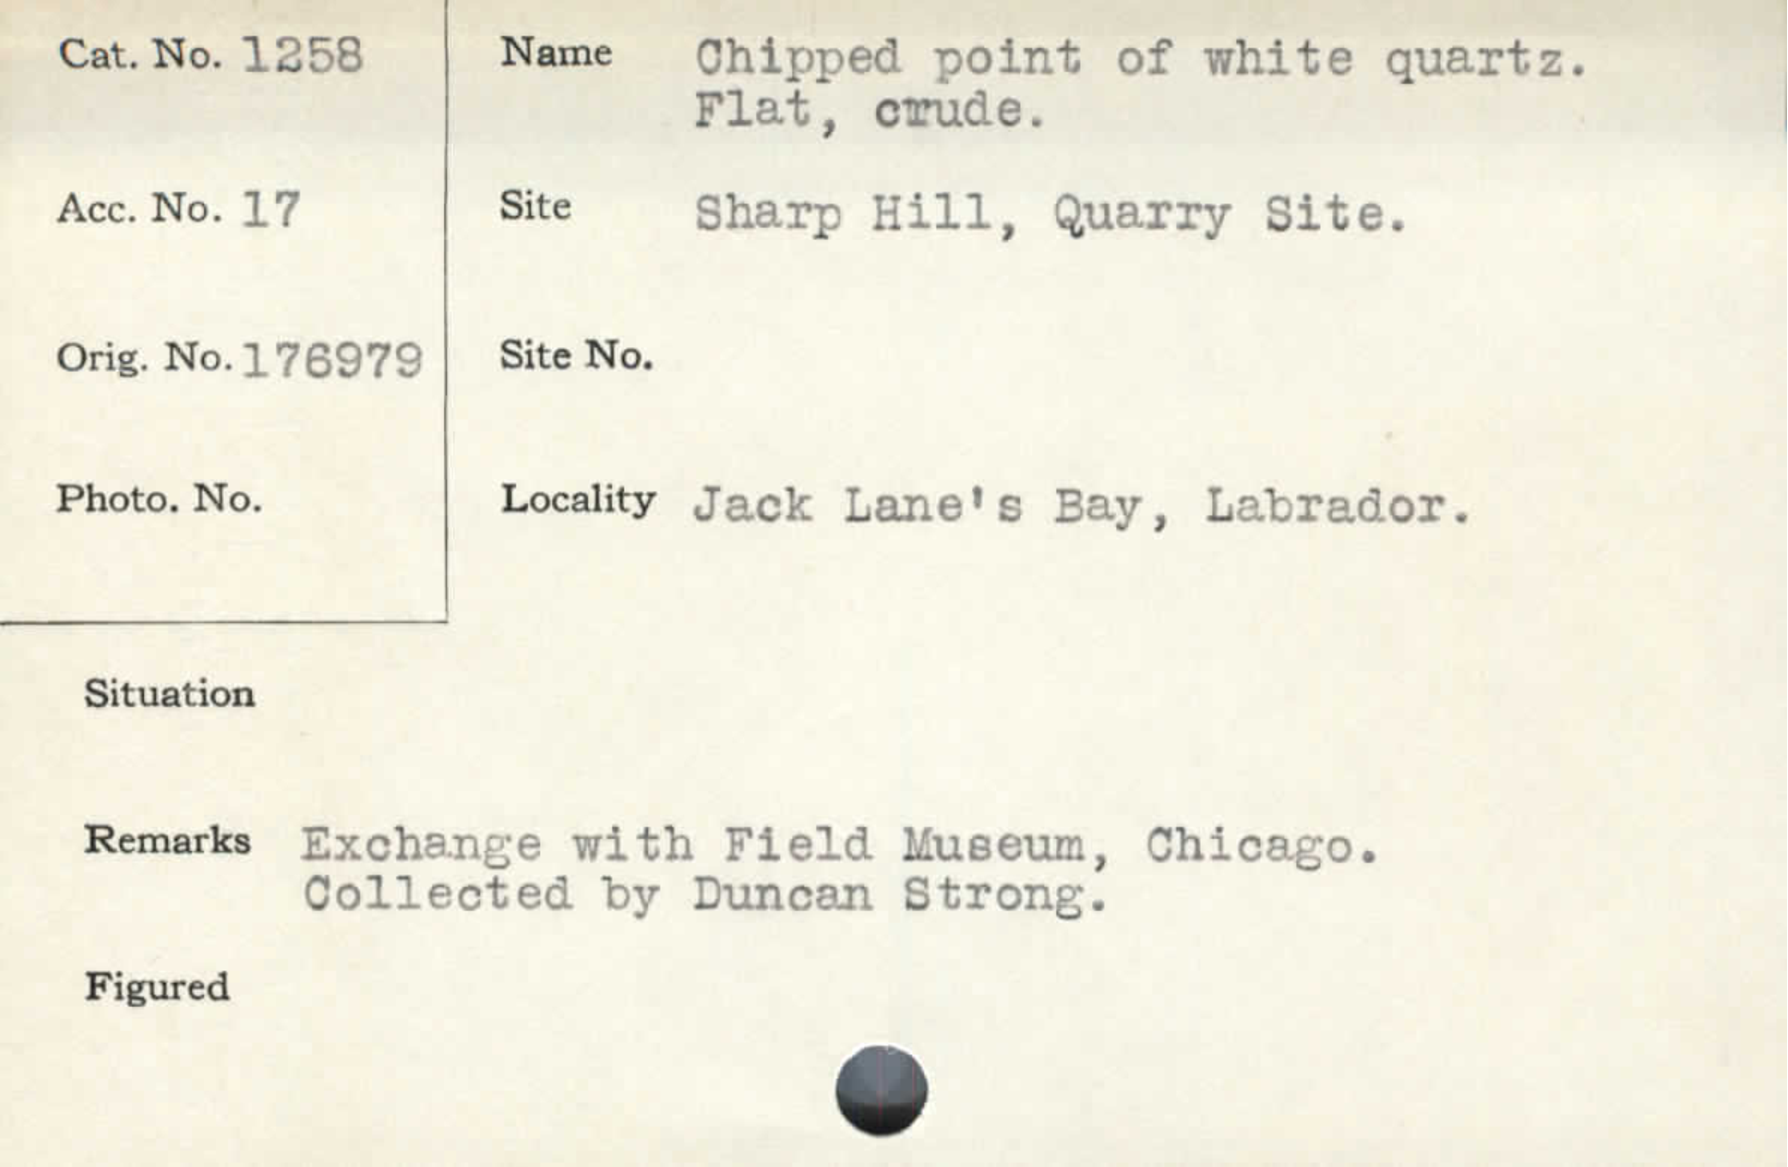 Cat. No. 1258
Name Chipped point of white quartz.
Flat, crude.
Acc. No. 17
Site Sharp Hill, Quarry Site.
Orig. No. 176979
Site No.
Photo. No.
Locality Jack Lane's Bay, Labrador.
Situation
Remarks Exchange with Field Museum, Chicago.
Collected by Duncan Strong.
Figured